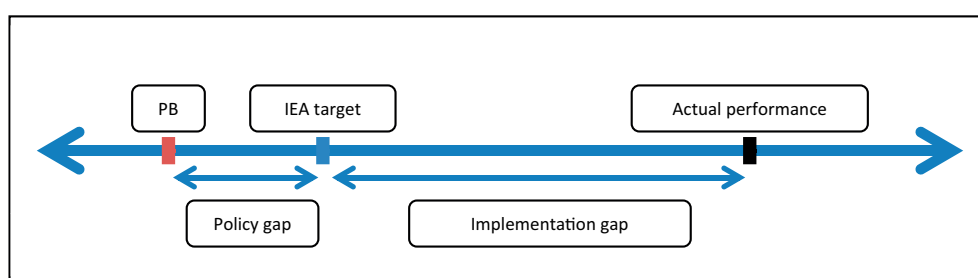 PB
IEA target
Actual performance
Policy gap
Implementation gap